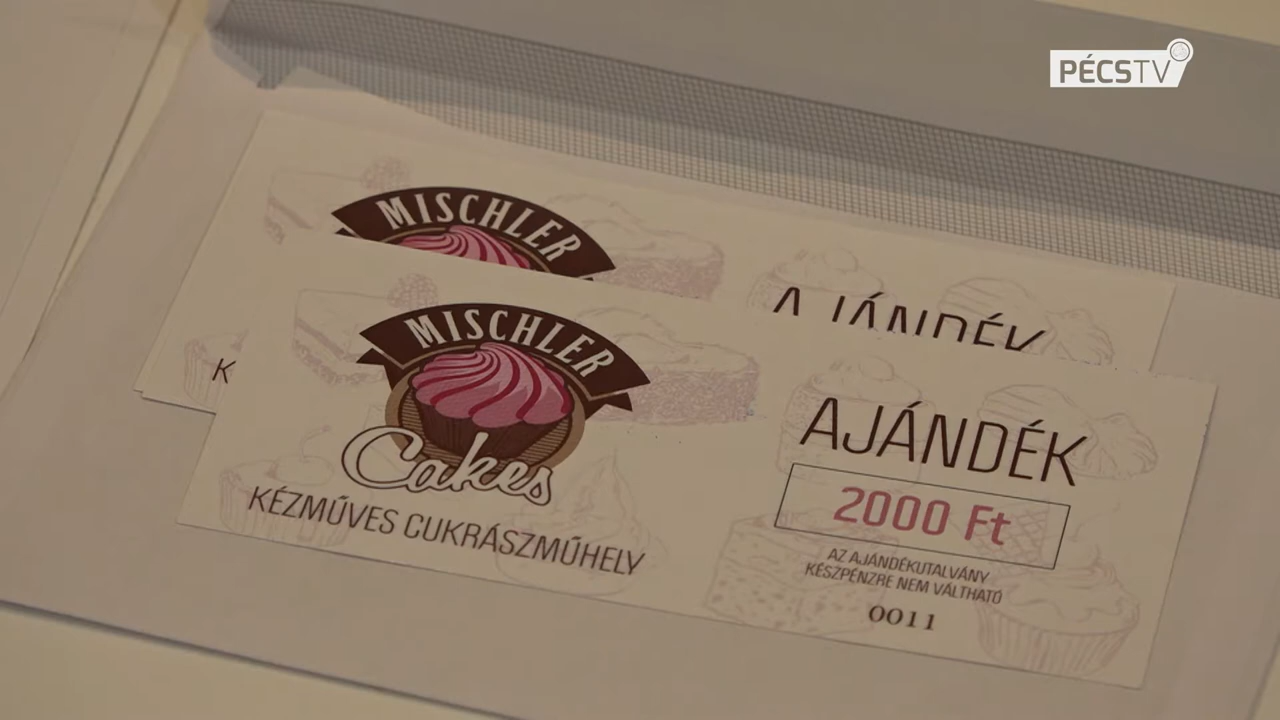 PÉCSTV
MISCHLER
AJÁNDÉK
K
MISCHLER
Cakes
KÉZMŰVES CUKRÁSZMŰHELY
AJÁNDÉK
2000 Ft
AZ AJÁNDÉKUTALVÁNY
KÉSZPÉNZRE NEM VÁLTHATÓ
0011